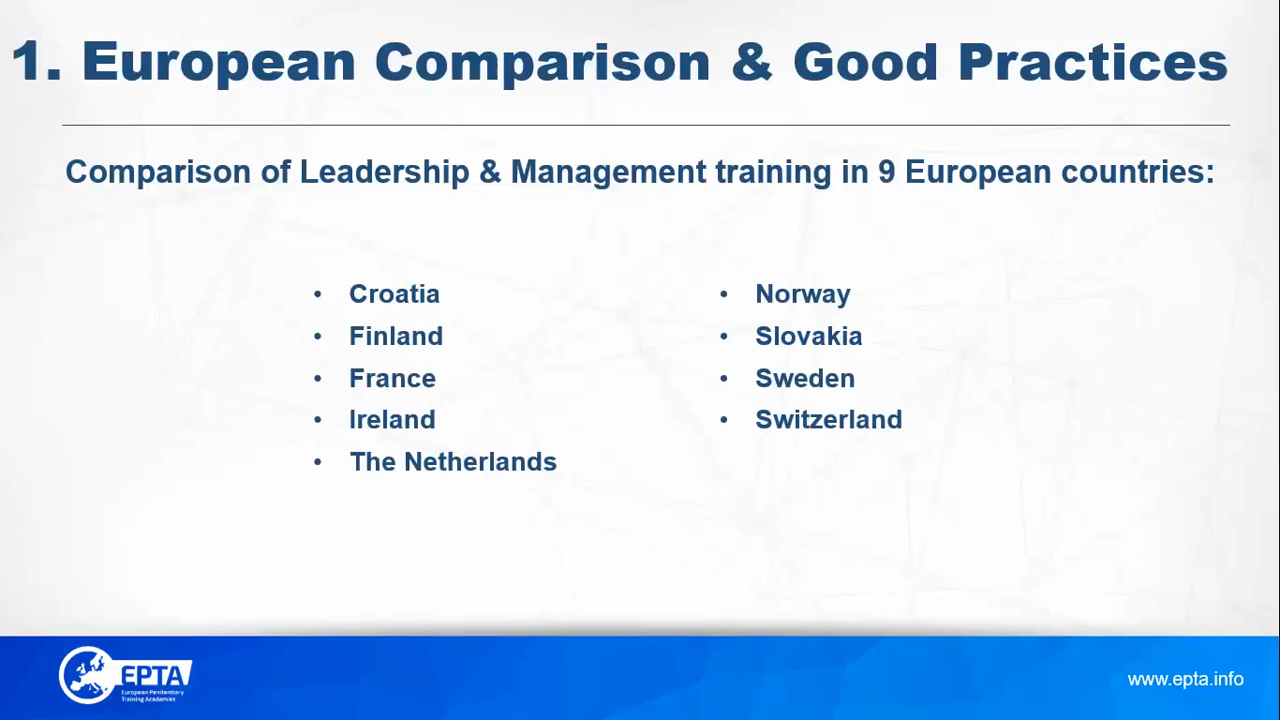 1. European Comparison & Good Practices
Comparison of Leadership & Management training in 9 European countries:
• Croatia
• Finland
• France
• Ireland
• The Netherlands
• Norway
• Slovakia
• Sweden
• Switzerland
EPTA
European Penitentiary
Training Academies
www.epta.info